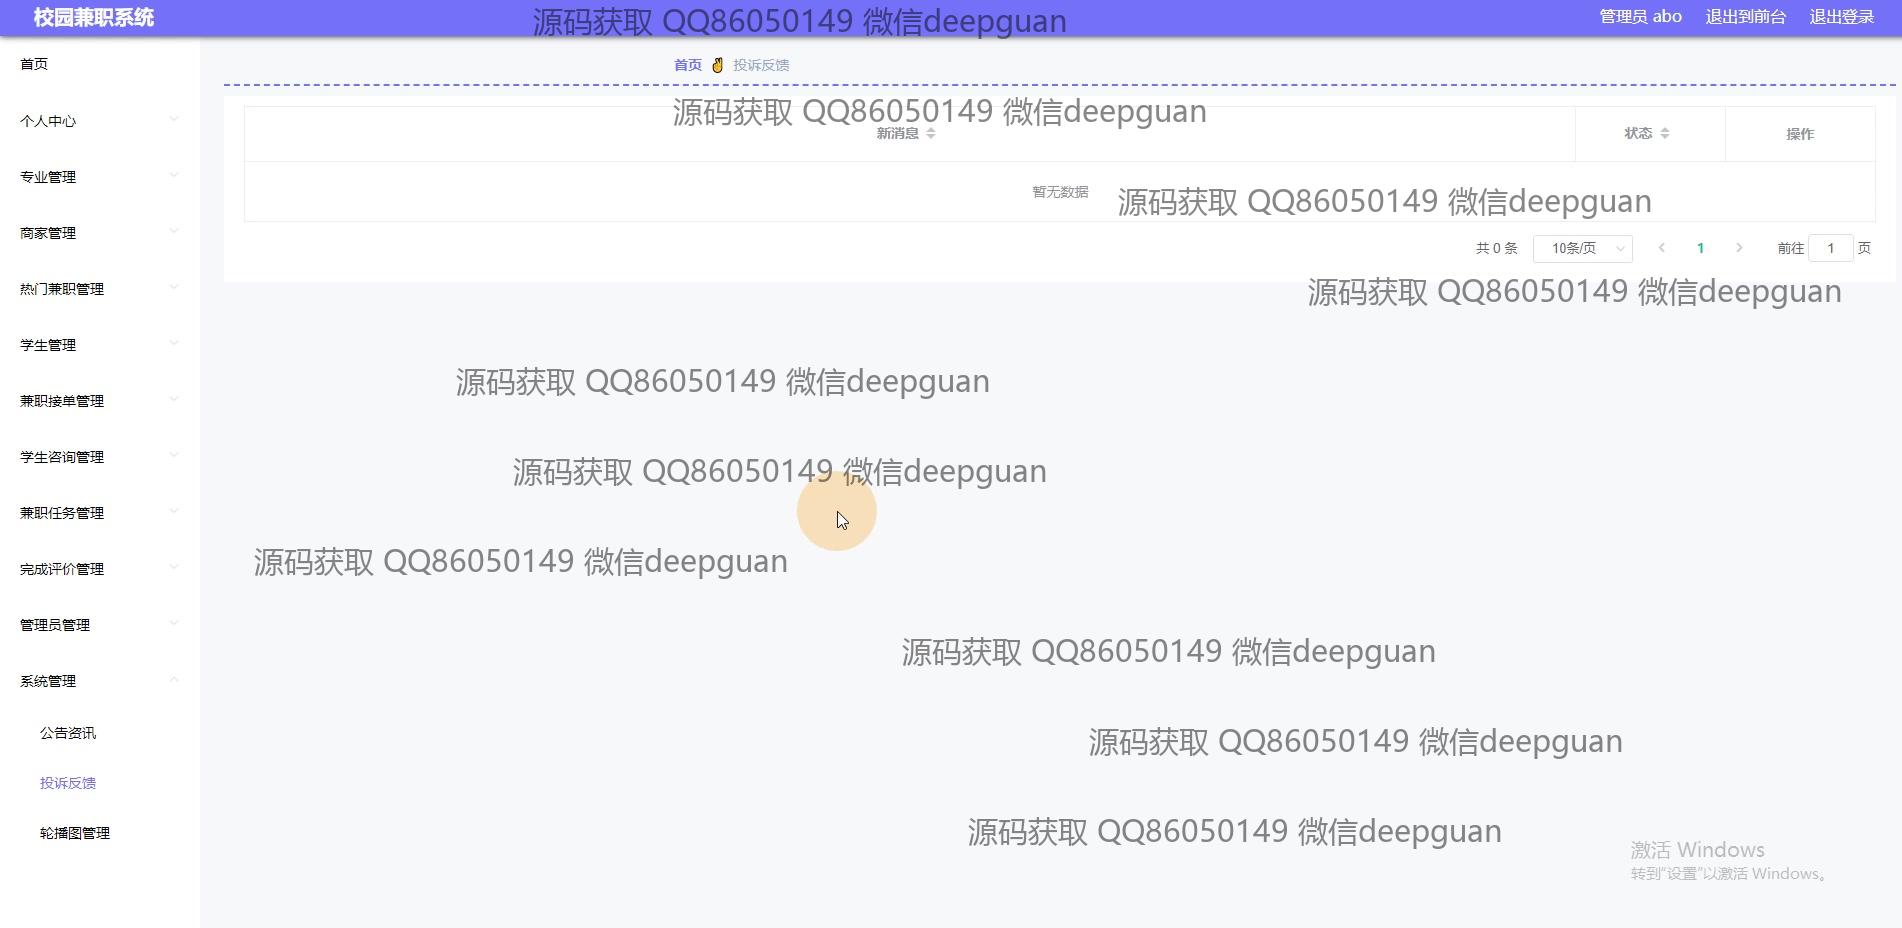 校园兼职系统
源码获取 QQ86050149 微信deepguan
管理员 abo 退出到前台 退出登录
首页
个人中心
专业管理
商家管理
热门兼职管理
学生管理
兼职接单管理
学生咨询管理
兼职任务管理
完成评价管理
管理员管理
系统管理
公告资讯
投诉反馈
轮播图管理
首页 ✌ 投诉反馈
源码获取 QQ86050149 微信deepguan
新消息 状态 操作
暂无数据
源码获取 QQ86050149 微信deepguan
共 0 条 10条/页 1 前往 1 页
源码获取 QQ86050149 微信deepguan
源码获取 QQ86050149 微信deepguan
源码获取 QQ86050149 微信deepguan
源码获取 QQ86050149 微信deepguan
源码获取 QQ86050149 微信deepguan
源码获取 QQ86050149 微信deepguan
源码获取 QQ86050149 微信deepguan
激活 Windows
转到“设置”以激活 Windows。